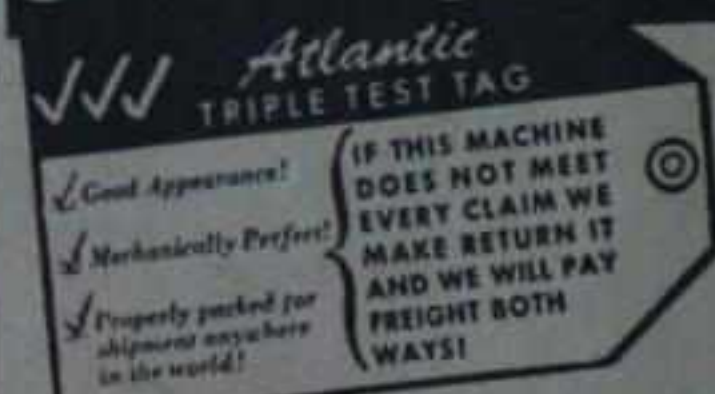 Atlantic
TRIPLE TEST TAG
Good Appearance!
Mechanically Perfect!
Properly packed for
shipment anywhere
in the world!
IF THIS MACHINE
DOES NOT MEET
EVERY CLAIM WE
MAKE RETURN IT
AND WE WILL PAY
FREIGHT BOTH
WAYS!